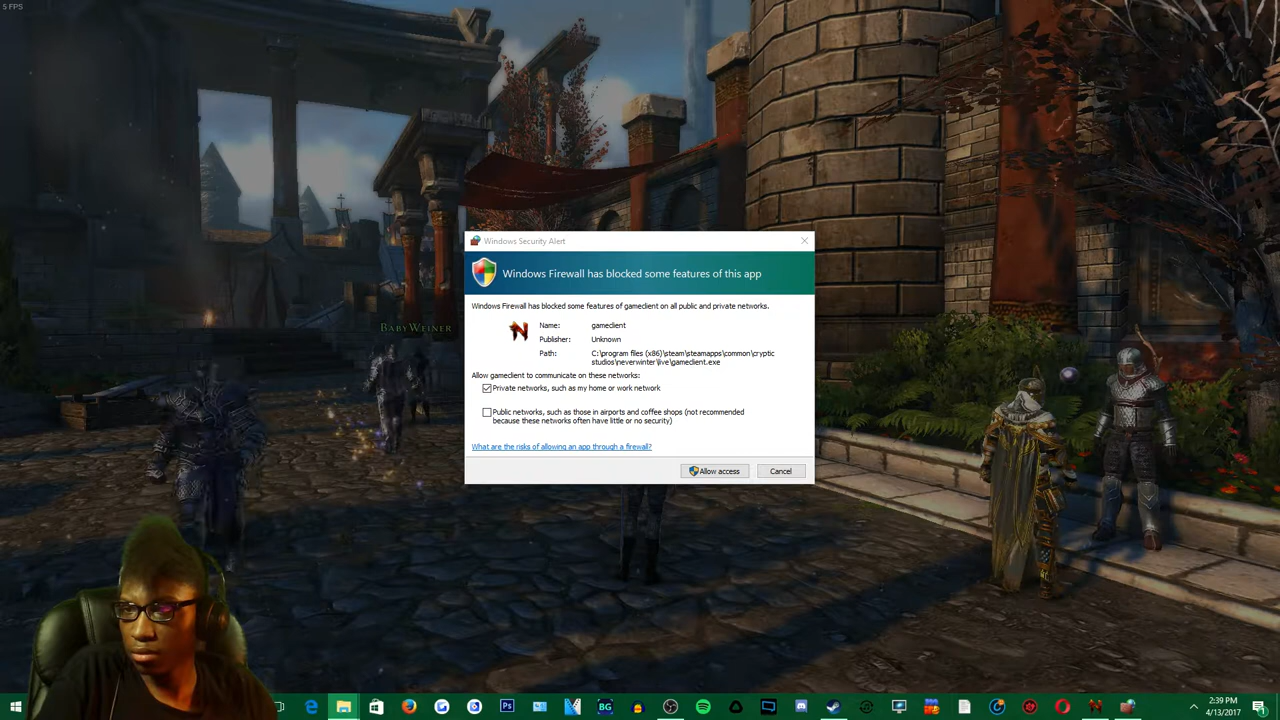 5 FPS
BABYWEINER
Windows Security Alert
Windows Firewall has blocked some features of this app
Windows Firewall has blocked some features of gameclient on all public and private networks.
N
Name: gameclient
Publisher: Unknown
Path: C:\program files (x86)\steam\steamapps\common\cryptic
studios\neverwinter\live\gameclient.exe
Allow gameclient to communicate on these networks:
Private networks, such as my home or work network
Public networks, such as those in airports and coffee shops (not recommended
because these networks often have little or no security)
What are the risks of allowing an app through a firewall?
Allow access
Cancel
Ps
BG
2:39 PM
4/13/2017